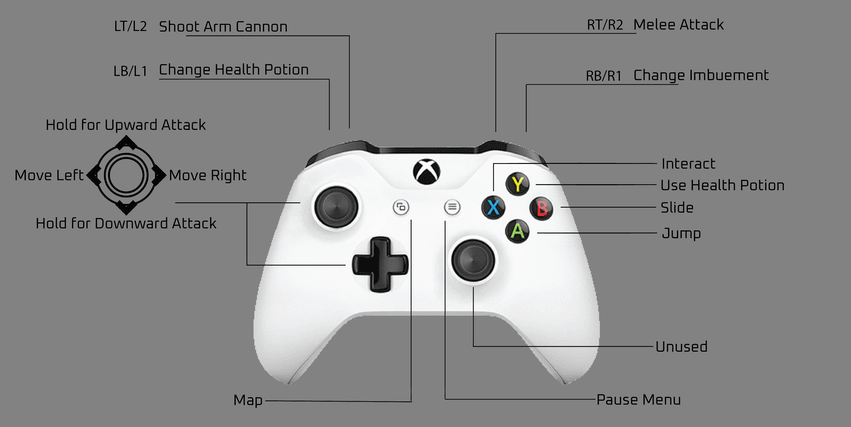 LT/L2 Shoot Arm Cannon
RT/R2 Melee Attack
LB/L1 Change Health Potion
RB/R1 Change Imbuement
Hold for Upward Attack
Move Left
Move Right
Hold for Downward Attack
Interact
Use Health Potion
Slide
Jump
Y
X
B
A
Unused
Map
Pause Menu